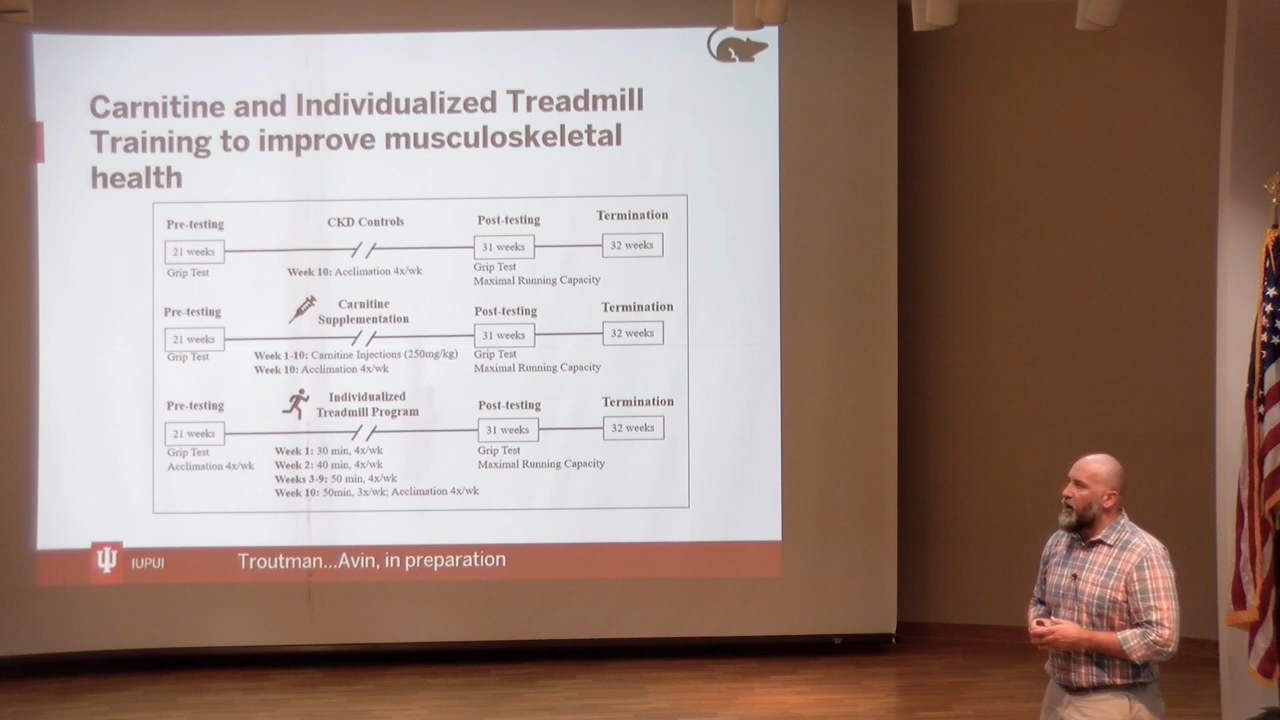 Carnitine and Individualized Treadmill
Training to improve musculoskeletal
health
Pre-testing
CKD Controls
Post-testing
Termination
21 weeks
31 weeks
32 weeks
Grip Test
Week 10: Acclimation 4x/wk
Grip Test
Maximal Running Capacity
Pre-testing
Carnitine
Supplementation
Post-testing
Termination
21 weeks
31 weeks
32 weeks
Grip Test
Week 1-10: Carnitine Injections (250mg/kg)
Week 10: Acclimation 4x/wk
Grip Test
Maximal Running Capacity
Pre-testing
Individualized
Treadmill Program
Post-testing
Termination
21 weeks
31 weeks
32 weeks
Grip Test
Acclimation 4x/wk
Week 1: 30 min, 4x/wk
Week 2: 40 min, 4x/wk
Weeks 3-9: 50 min, 4x/wk
Week 10: 50min, 3x/wk; Acclimation 4x/wk
Grip Test
Maximal Running Capacity
IUPUI
Troutman...Avin, in preparation